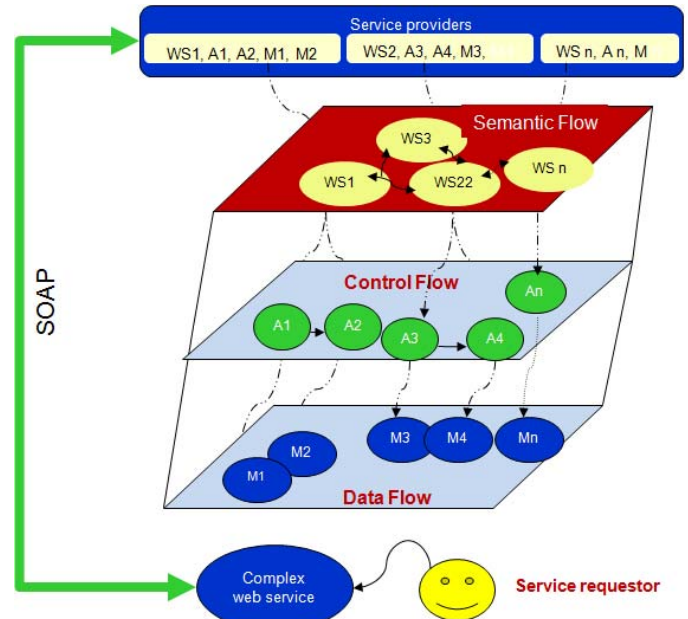 Service providers
WS1, A1, A2, M1, M2
WS2, A3, A4, M3,
WS n, A n, M
Semantic Flow
WS3
WS1
WS22
WS n
Control Flow
An
A1
A2
A3
A4
SOAP
M3
M4
Mn
M2
M1
Data Flow
Complex
web service
Service requestor